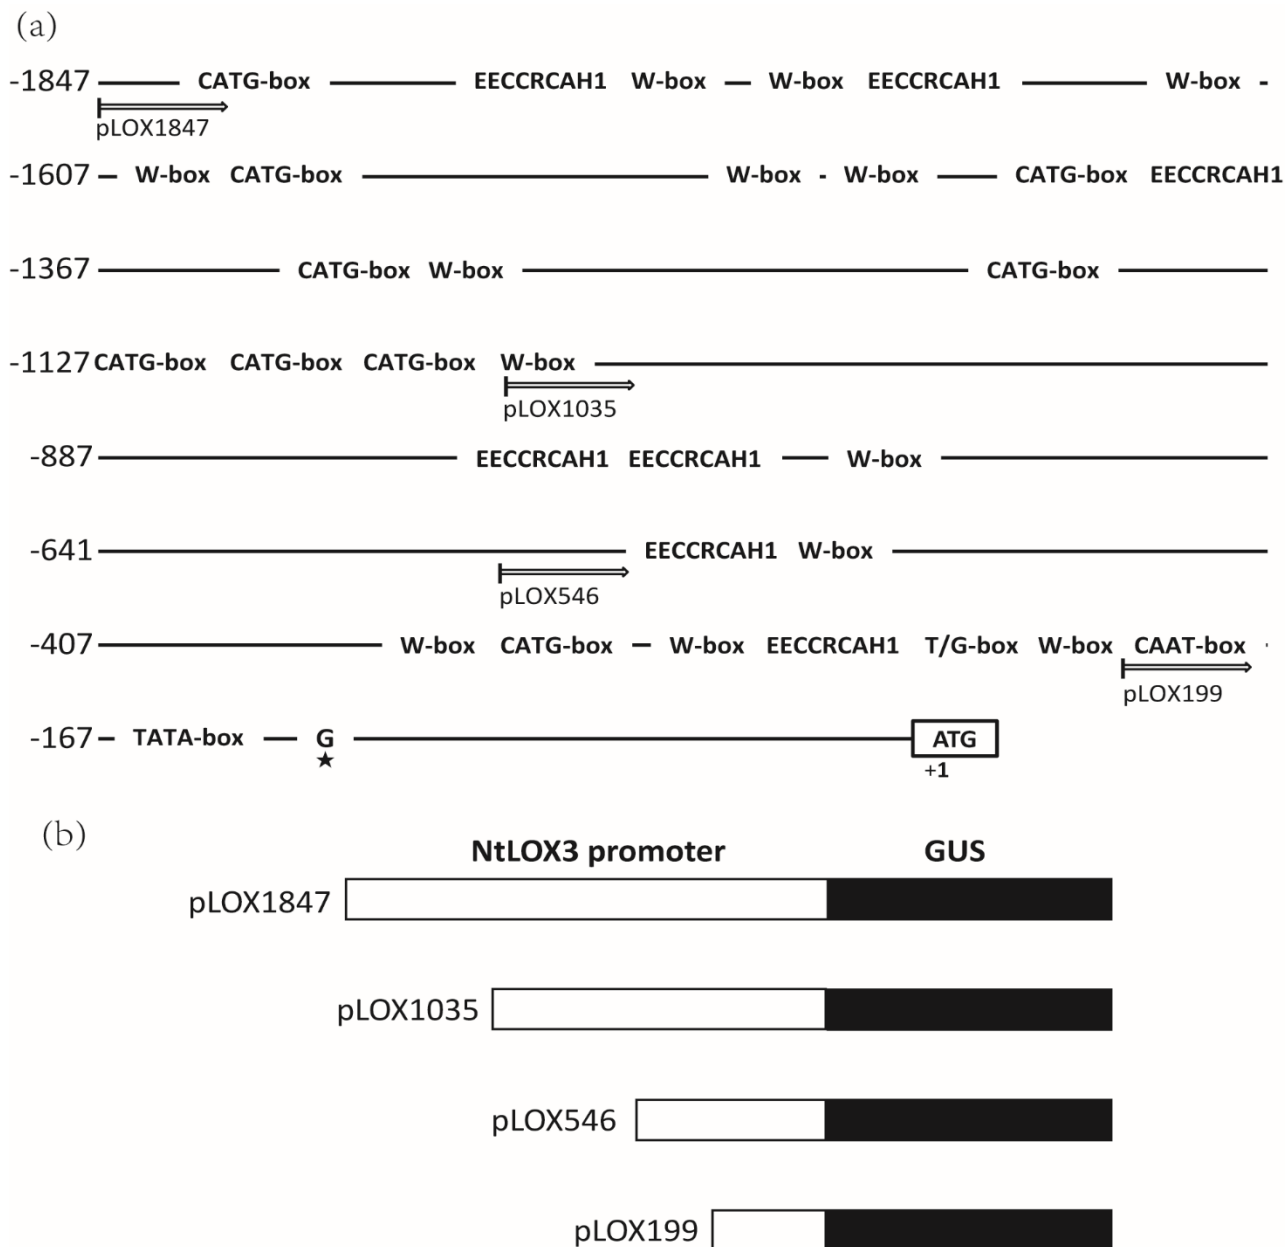 (a)
-1847 CATG-box EECCRCAH1 W-box W-box EECCRCAH1 W-box
pLOX1847
-1607 W-box CATG-box W-box W-box CATG-box EECCRCAH1
-1367 CATG-box W-box CATG-box
-1127 CATG-box CATG-box CATG-box W-box
pLOX1035
-887 EECCRCAH1 EECCRCAH1 W-box
-641 EECCRCAH1 W-box
pLOX546
-407 W-box CATG-box W-box EECCRCAH1 T/G-box W-box CAAT-box
pLOX199
-167 TATA-box G ATG
★ +1
(b)
NtLOX3 promoter GUS
pLOX1847
pLOX1035
pLOX546
pLOX199